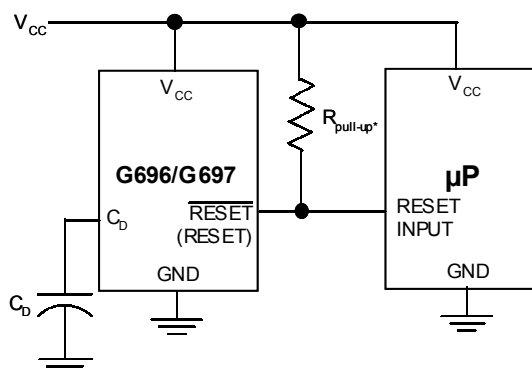 VCC
VCC
G696/G697
CD
RESET
(RESET)
GND
CD
Rpull-up*
VCC
µP
RESET
INPUT
GND